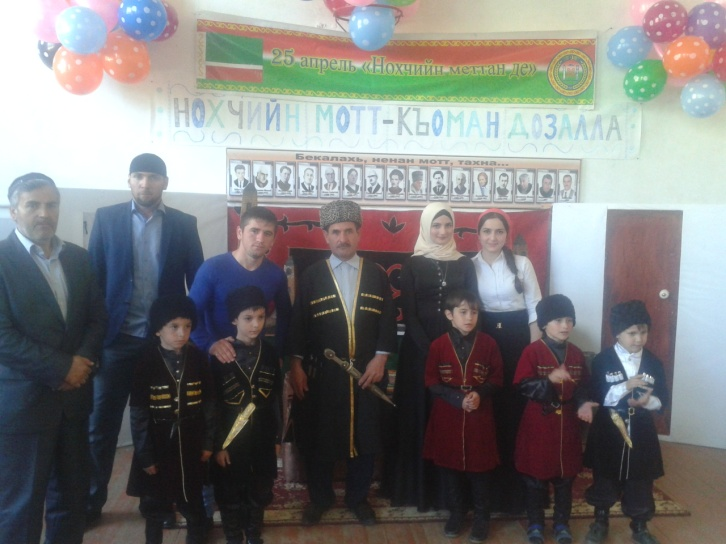 25 апрель «Нохчийн меттан де»
НОХЧИЙН МОТТ-КЪОМАН ДОЗАЛЛА
Бекалахь, ненан мотт, тахна...